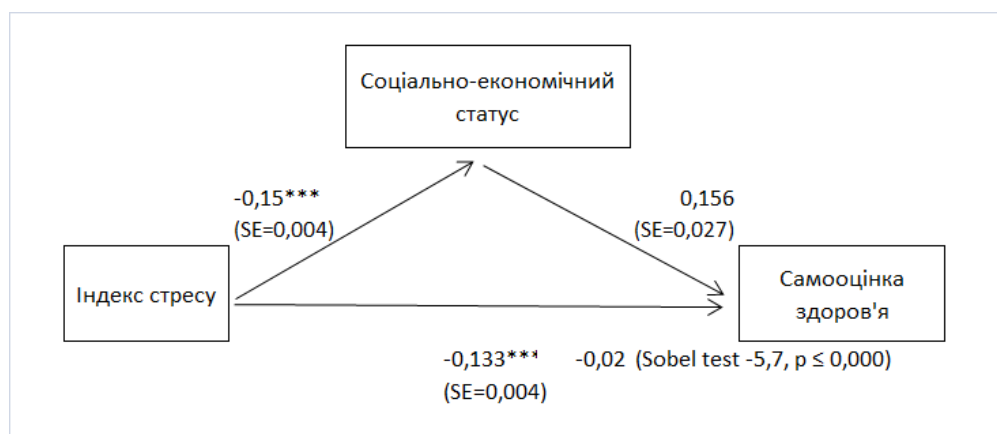 Соціально-економічний
статус
-0,15***
(SE=0,004)
0,156
(SE=0,027)
Індекс стресу
Самооцінка
здоров'я
-0,133*** -0,02 (Sobel test -5,7, p ≤ 0,000)
(SE=0,004)